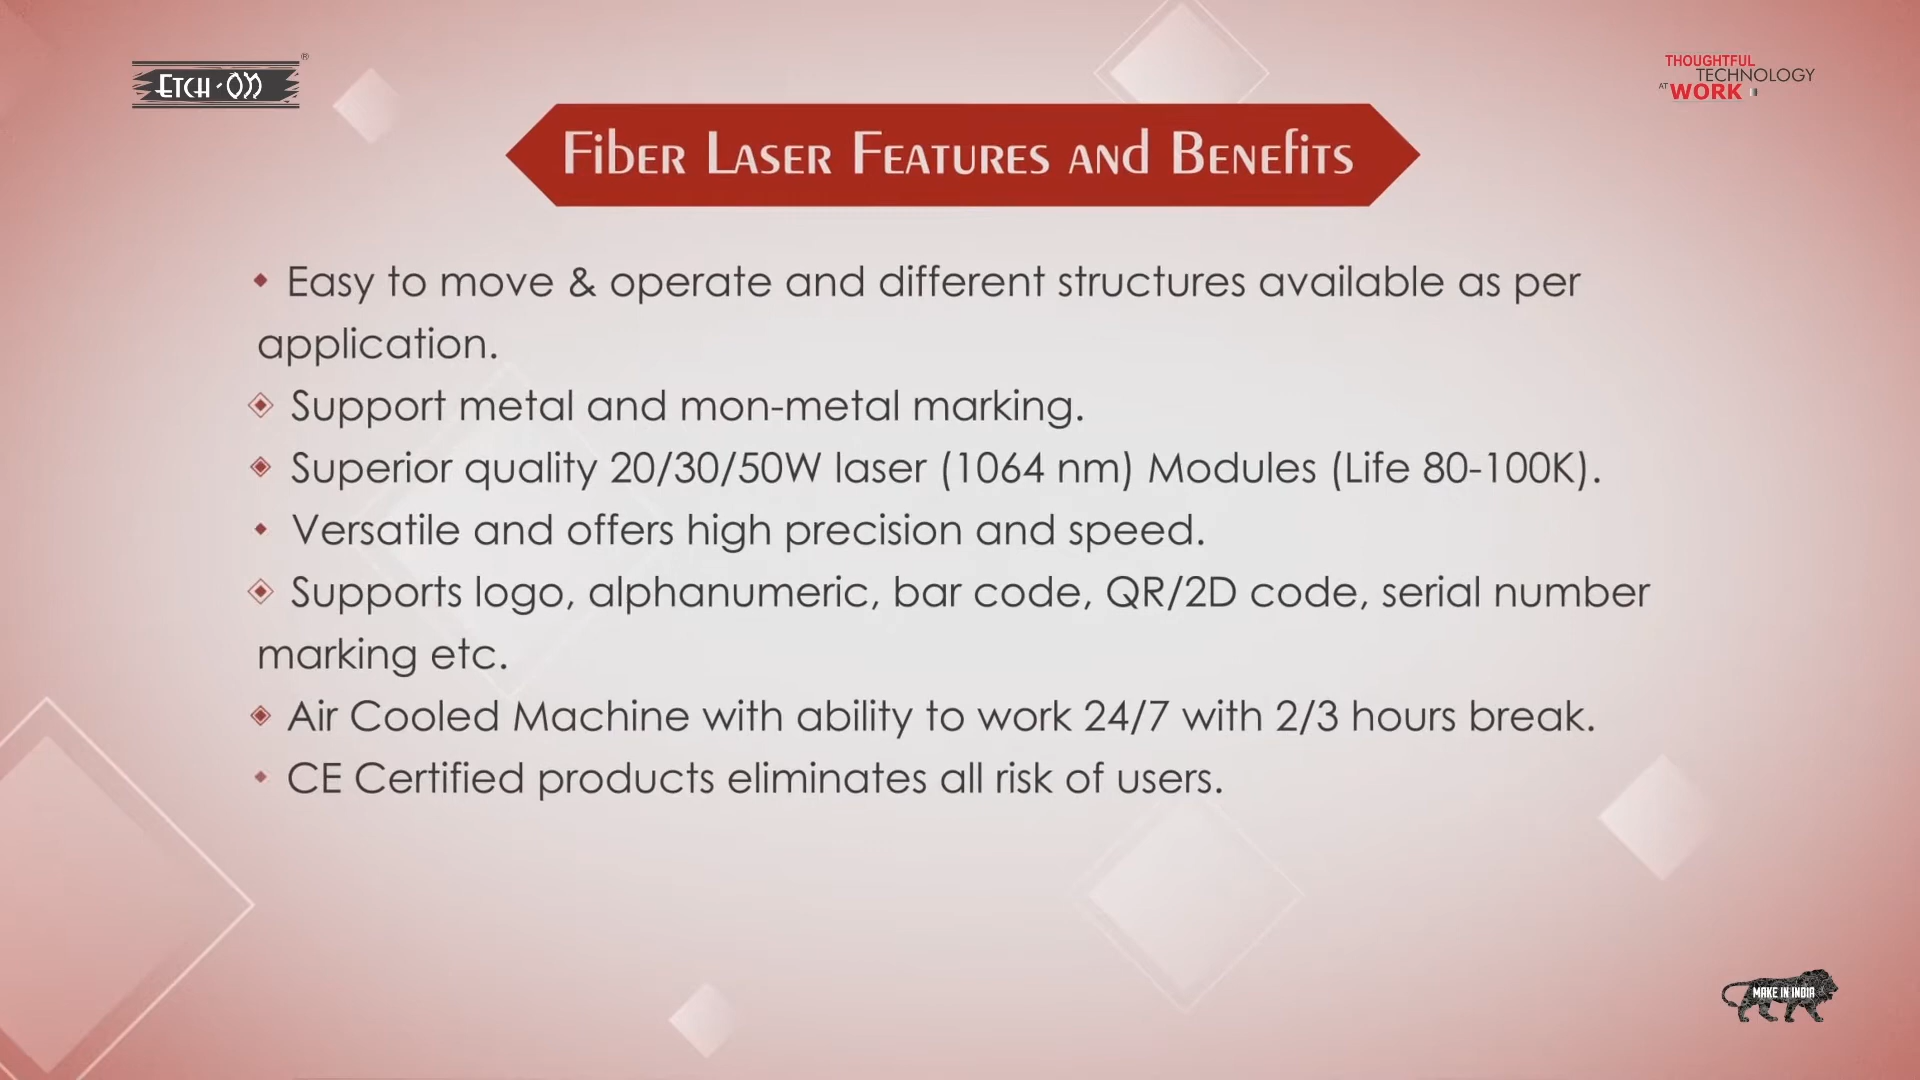 ETCH-ON ®
THOUGHTFUL
TECHNOLOGY
AT WORK
Fiber Laser Features and Benefits
Easy to move & operate and different structures available as per
application.
Support metal and mon-metal marking.
Superior quality 20/30/50W laser (1064 nm) Modules (Life 80-100K).
Versatile and offers high precision and speed.
Supports logo, alphanumeric, bar code, QR/2D code, serial number
marking etc.
Air Cooled Machine with ability to work 24/7 with 2/3 hours break.
CE Certified products eliminates all risk of users.
MAKE IN INDIA